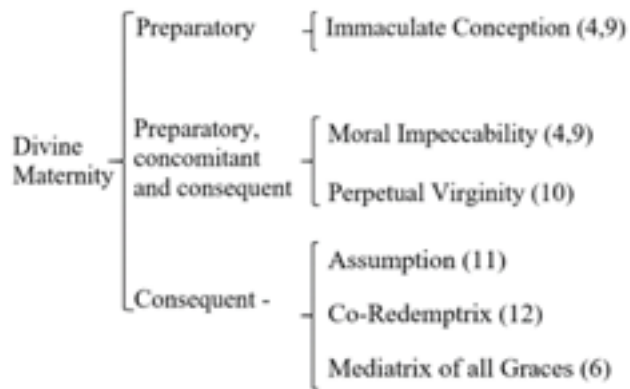 Divine
Maternity
Preparatory
Immaculate Conception (4,9)
Preparatory,
concomitant
and consequent
Moral Impeccability (4,9)
Perpetual Virginity (10)
Consequent -
Assumption (11)
Co-Redemptrix (12)
Mediatrix of all Graces (6)